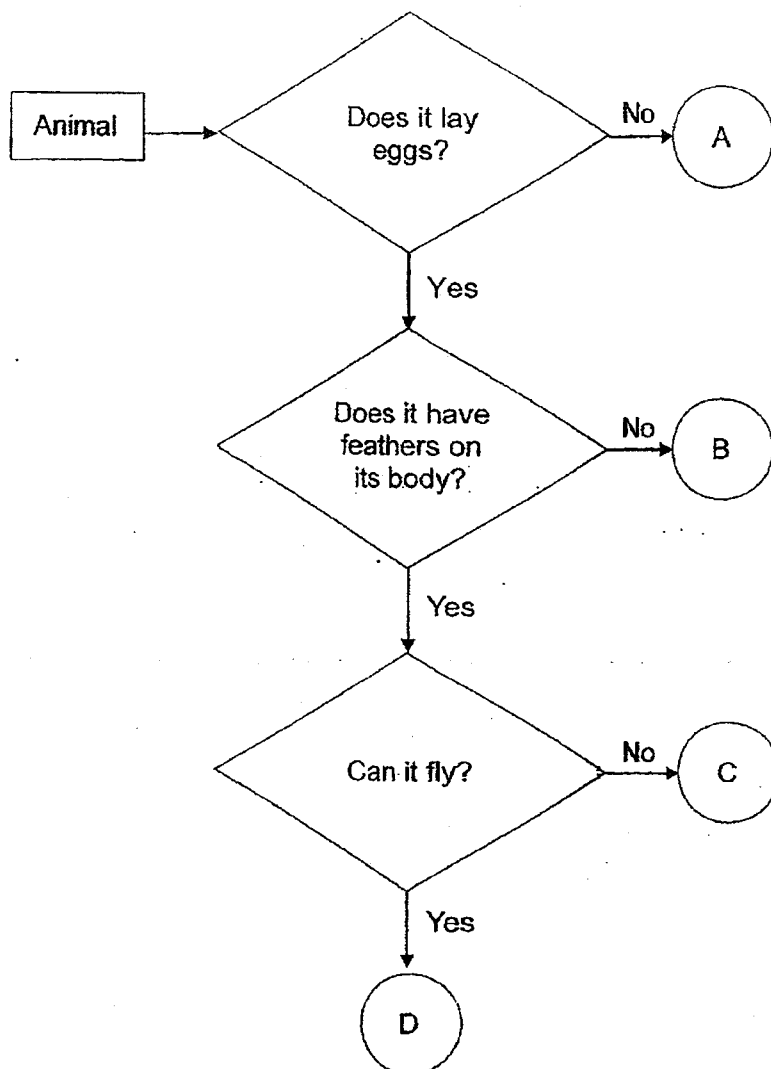 Animal
Does it lay
eggs?
No
A
Yes
Does it have
feathers on
its body?
No
B
Yes
Can it fly?
No
C
Yes
D